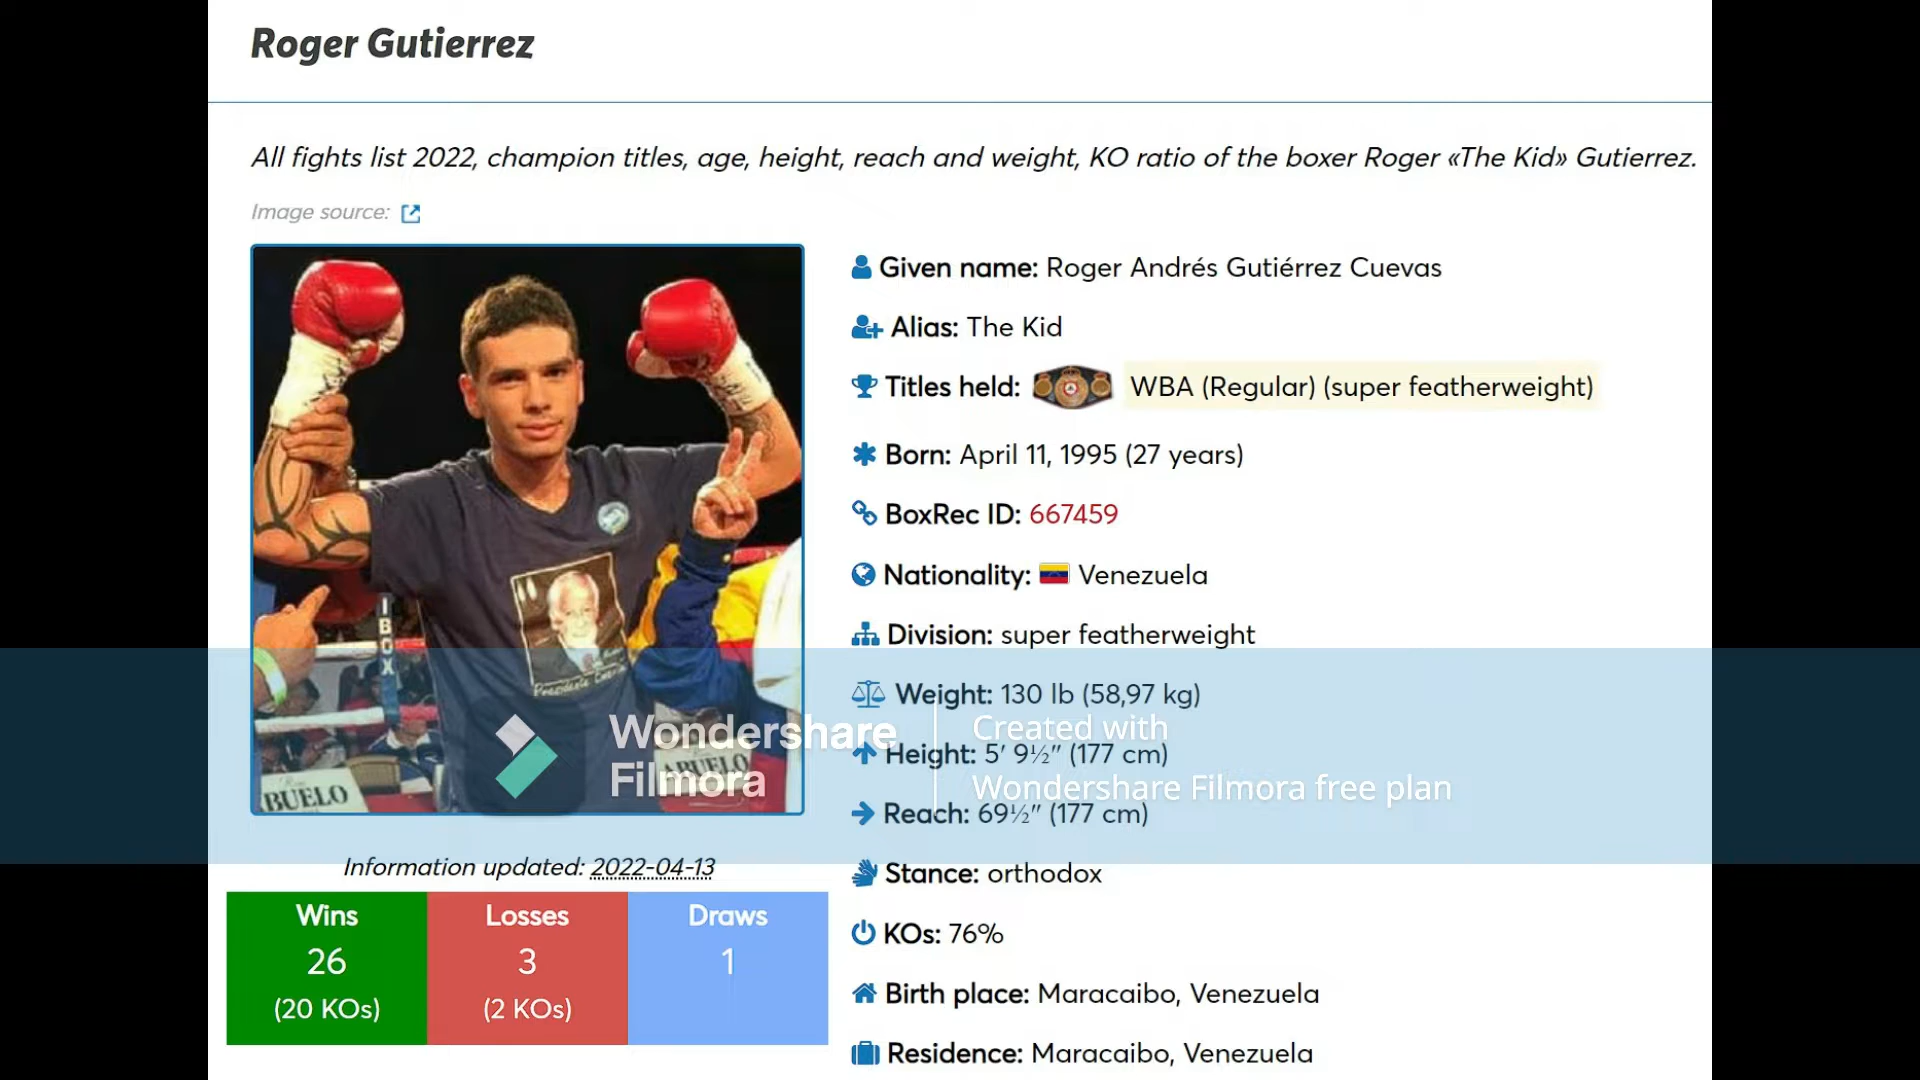 Roger Gutierrez
All fights list 2022, champion titles, age, height, reach and weight, KO ratio of the boxer Roger «The Kid» Gutierrez.
Image source:
Given name: Roger Andrés Gutiérrez Cuevas
Alias: The Kid
Titles held: WBA (Regular) (super featherweight)
Born: April 11, 1995 (27 years)
BoxRec ID: 667459
Nationality: Venezuela
Division: super featherweight
Weight: 130 lb (58,97 kg)
Height: 5′ 9½″ (177 cm)
Reach: 69½″ (177 cm)
Stance: orthodox
KOs: 76%
Birth place: Maracaibo, Venezuela
Residence: Maracaibo, Venezuela
IBOX
Presidente
ABUELO
BUELO
Wondershare
Filmora
Created with
Wondershare Filmora free plan
Information updated: 2022-04-13
Wins
26
(20 KOs)
Losses
3
(2 KOs)
Draws
1